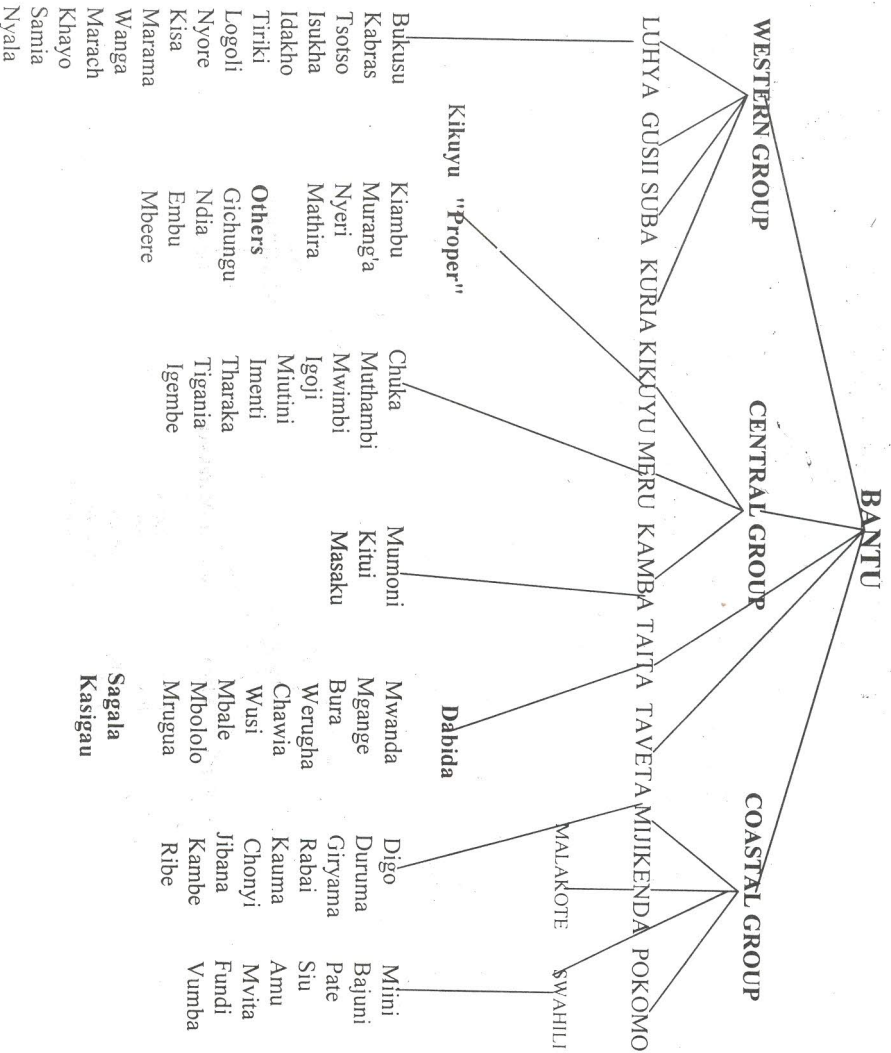 BANTU
WESTERN GROUP CENTRAL GROUP COASTAL GROUP
LUHYA GUSII SUBA KURIA KIKUYU MERU KAMBA TAITA TAVETA MIJIKENDA POKOMO
MALAKOTE SWAHILI
Kikuyu "Proper" Dabida
Bukusu
Kabras
Tsotso
Isukha
Idakho
Tiriki
Logoli
Nyore
Kisa
Marama
Wanga
Marach
Khayo
Samia
Nyala
Kiambu
Murang'a
Nyeri
Mathira
Others
Gichungu
Ndia
Embu
Mbeere
Chuka
Muthambi
Mwimbi
Igoji
Miutini
Imenti
Tharaka
Tigania
Igembe
Mumoni
Kitui
Masaku
Mwanda
Mgange
Bura
Werugha
Chawia
Wusi
Mbale
Mbololo
Mrugua
Sagala
Kasigau
Digo
Duruma
Giryama
Rabai
Kauma
Chonyi
Jibana
Kambe
Ribe
Miini
Bajuni
Pate
Siu
Amu
Mvita
Fundi
Vumba